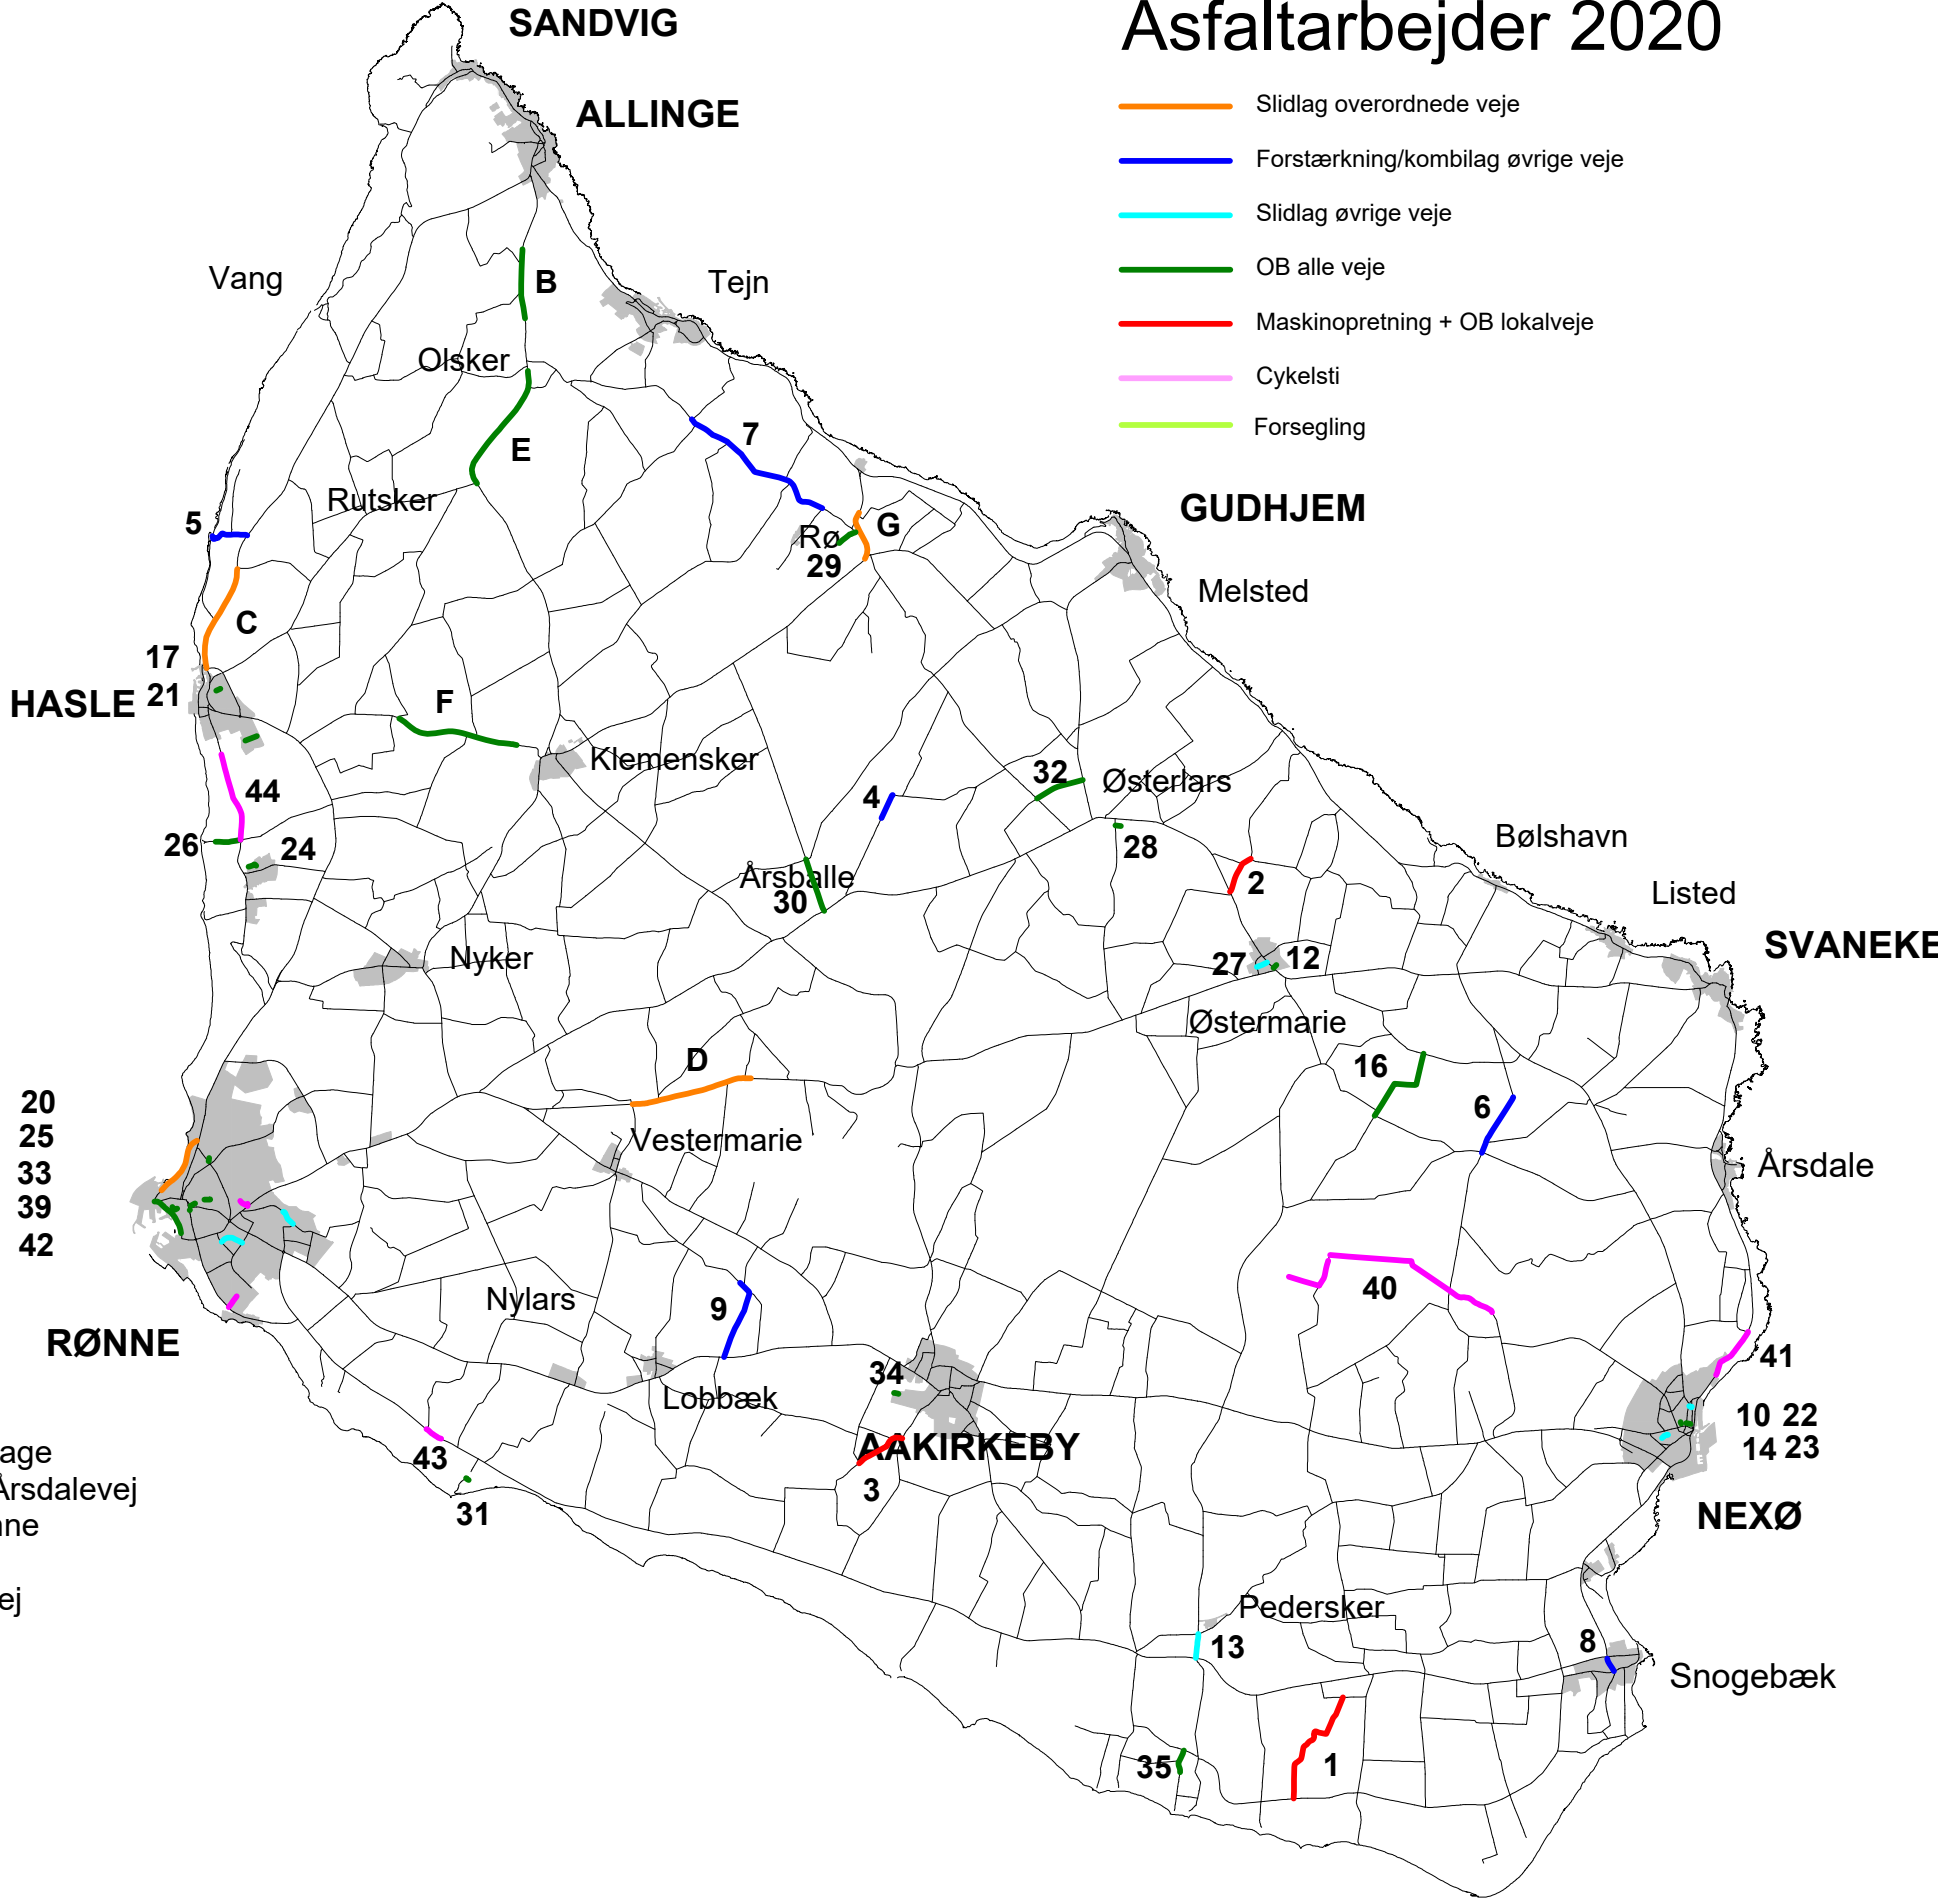 Asfaltarbejder 2020
SANDVIG
Slidlag overordnede veje
ALLINGE
Forstærkning/kombilag øvrige veje
Slidlag øvrige veje
OB alle veje
Vang
B
Tejn
Maskinopretning + OB lokalveje
Olsker
Cykelsti
Forsegling
7
E
Rutsker
GUDHJEM
5
G
Rø
29
Melsted
C
17
21
HASLE
F
Klemensker
32
Østerlars
44
4
Bølshavn
26
24
28
Årsballe
2
Listed
30
SVANEKE
Nyker
27
12
Østermarie
D
16
20
6
25
Vestermarie
Årsdale
33
39
42
40
Nylars
9
RØNNE
41
34
Lobbæk
10 22
AAKIRKEBY
14 23
43
age
3
Årsdalevej
31
NEXØ
ne
ej
Pedersker
13
8
Snogebæk
35
1